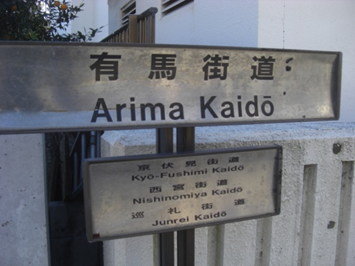 有馬街道
Arima Kaidō
京伏見街道
Kyō-Fushimi Kaidō
西宮街道
Nishinomiya Kaidō
巡礼街道
Junrei Kaidō